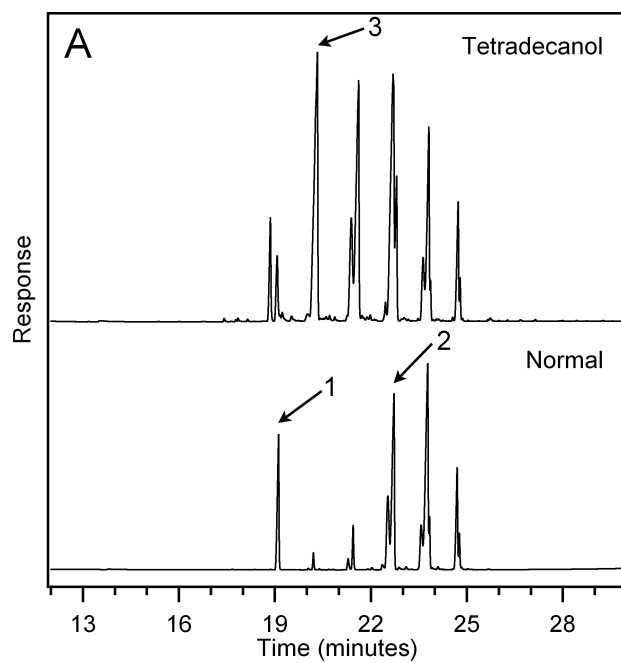 A
3
Tetradecanol
Response
1
2
Normal
13 16 19 22 25 28
Time (minutes)